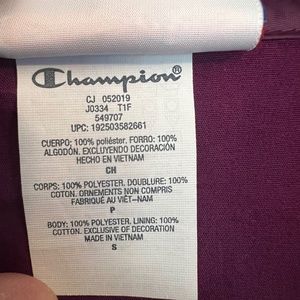 Champion®
CJ 052019
J0334 T1F
549707
UPC: 192503582661
CUERPO; 100% poliéster, FORRO: 100%
ALGODÓN. EXCLUYENDO DECORACIÓN
HECHO EN VIETNAM
CH
CORPS: 100% POLYESTER. DOUBLURE: 100%
COTON. ORNEMENTS NON COMPRIS
FABRIQUÉ AU VIÊT-NAM
P
BODY: 100% POLYESTER. LINING: 100%
COTTON. EXCLUSIVE OF DECORATION
MADE IN VIETNAM
S